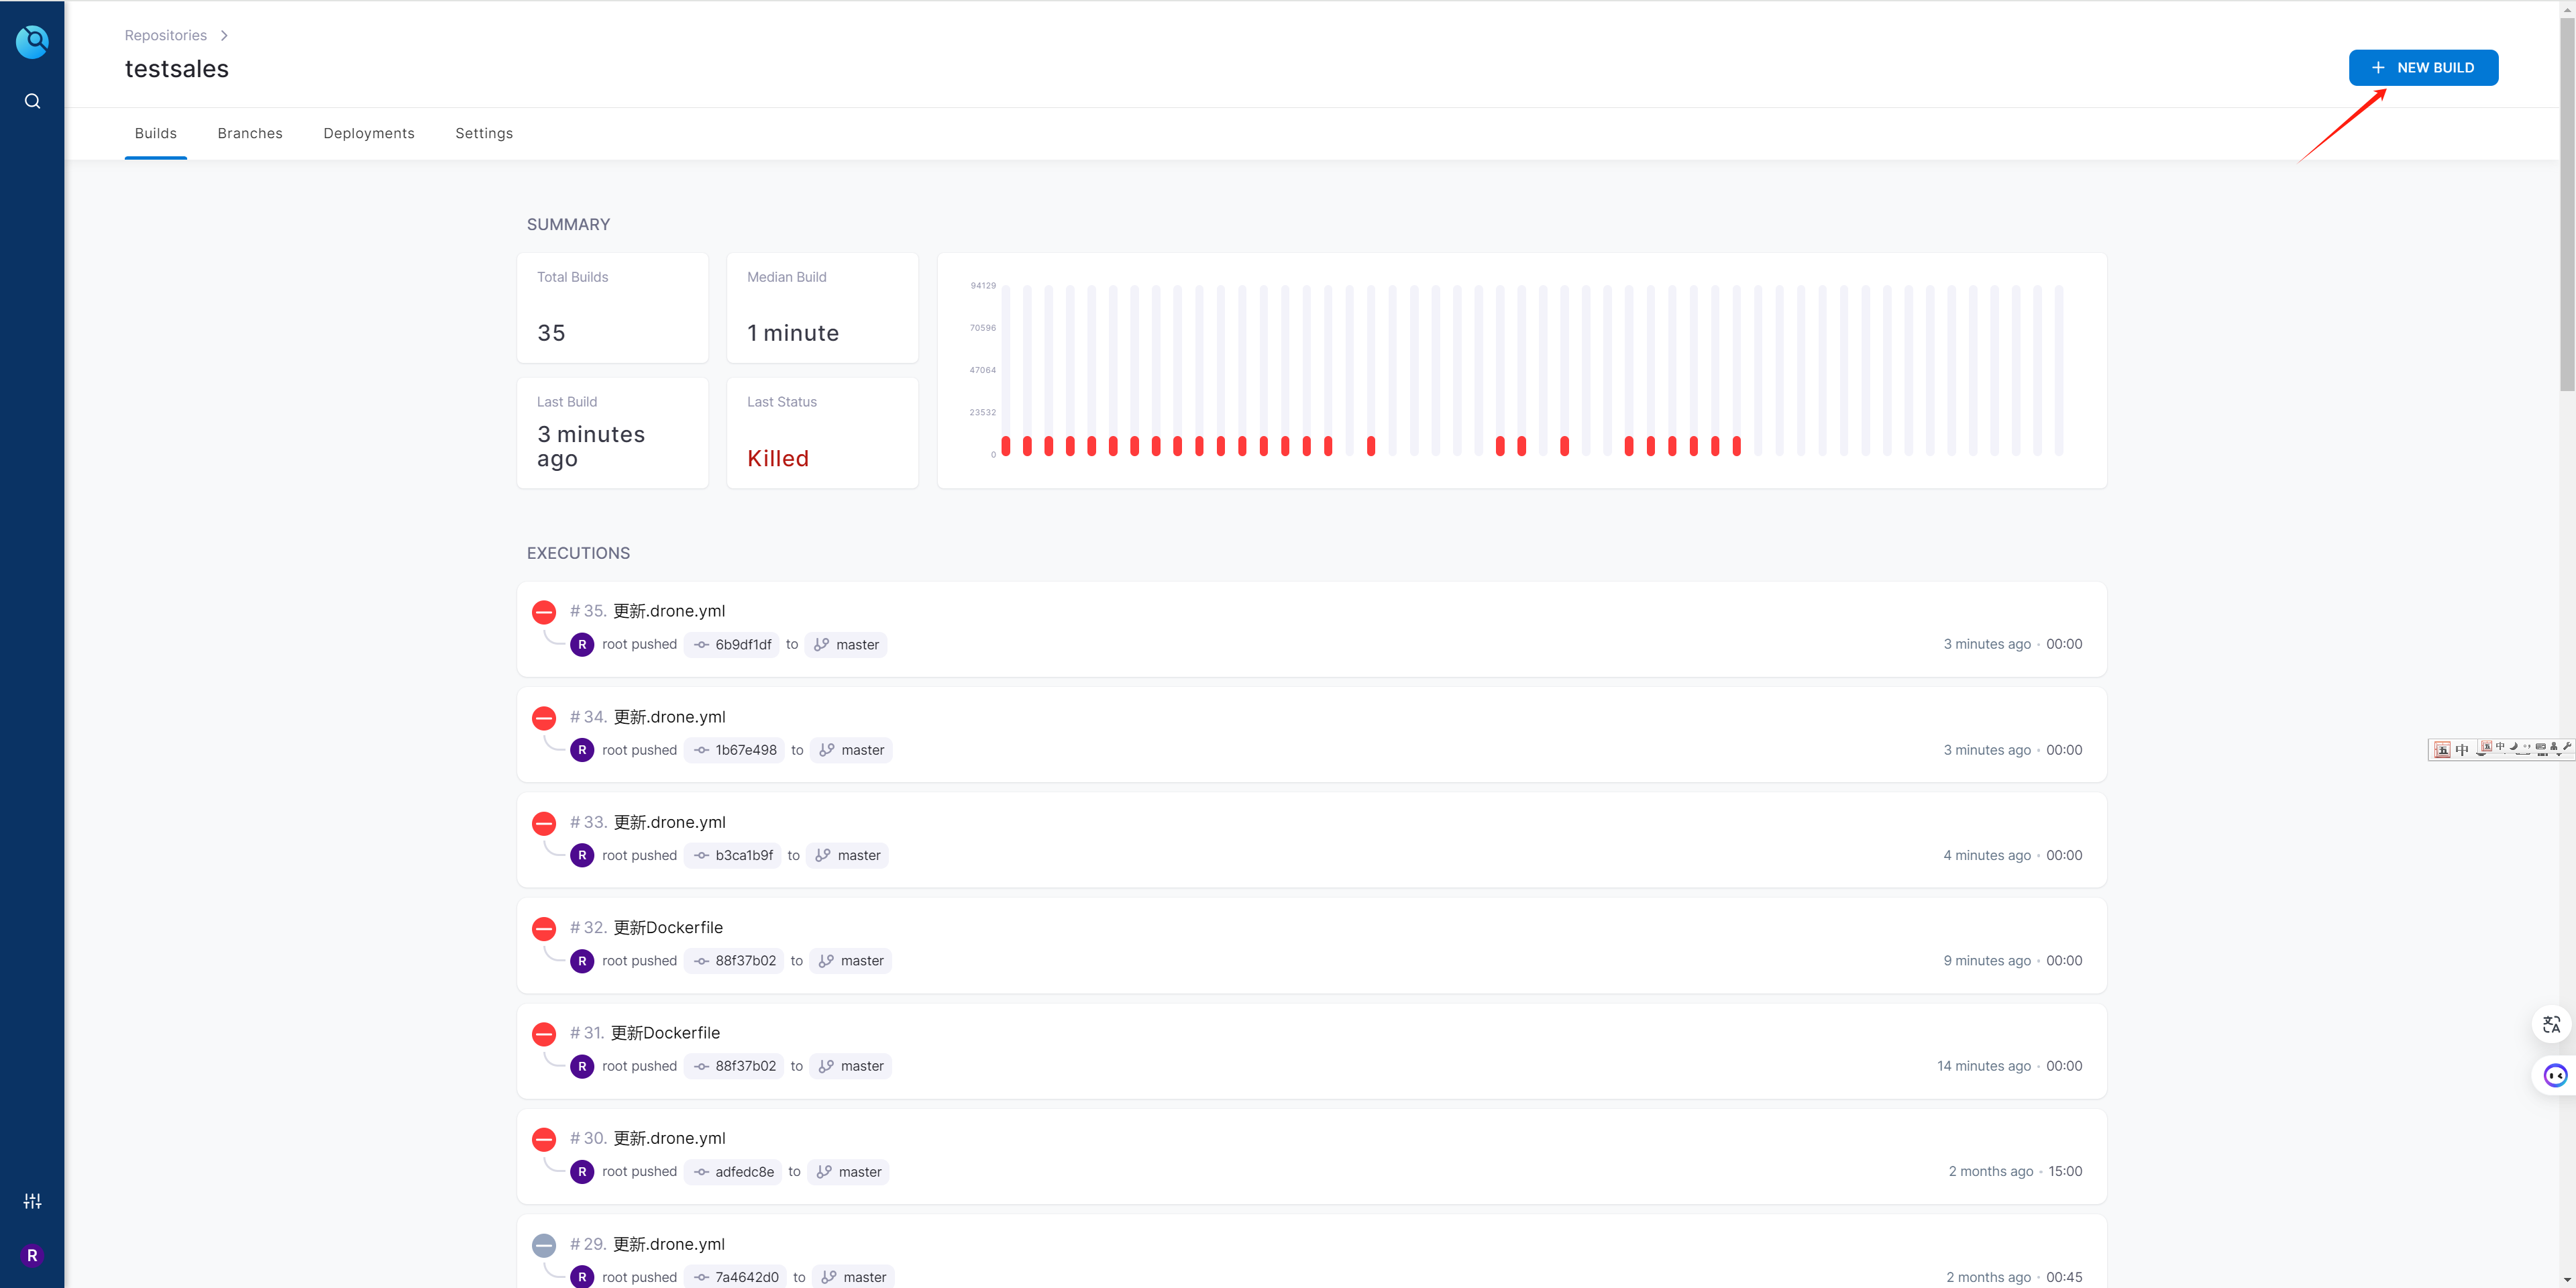 Repositories
testsales
NEW BUILD
Builds
Branches
Deployments
Settings
SUMMARY
Total Builds
35
Median Build
1 minute
Last Build
3 minutes
ago
Last Status
Killed
94129
70596
47064
23532
0
EXECUTIONS
# 35. 更新.drone.yml
R root pushed 6b9df1df to master 3 minutes ago • 00:00
# 34. 更新.drone.yml
R root pushed 1b67e498 to master 3 minutes ago • 00:00
# 33. 更新.drone.yml
R root pushed b3ca1b9f to master 4 minutes ago • 00:00
# 32. 更新Dockerfile
R root pushed 88f37b02 to master 9 minutes ago • 00:00
# 31. 更新Dockerfile
R root pushed 88f37b02 to master 14 minutes ago • 00:00
# 30. 更新.drone.yml
R root pushed adfedc8e to master 2 months ago • 15:00
# 29. 更新.drone.yml
R root pushed 7a4642d0 to master 2 months ago • 00:45
R
五 中 五 中
文A